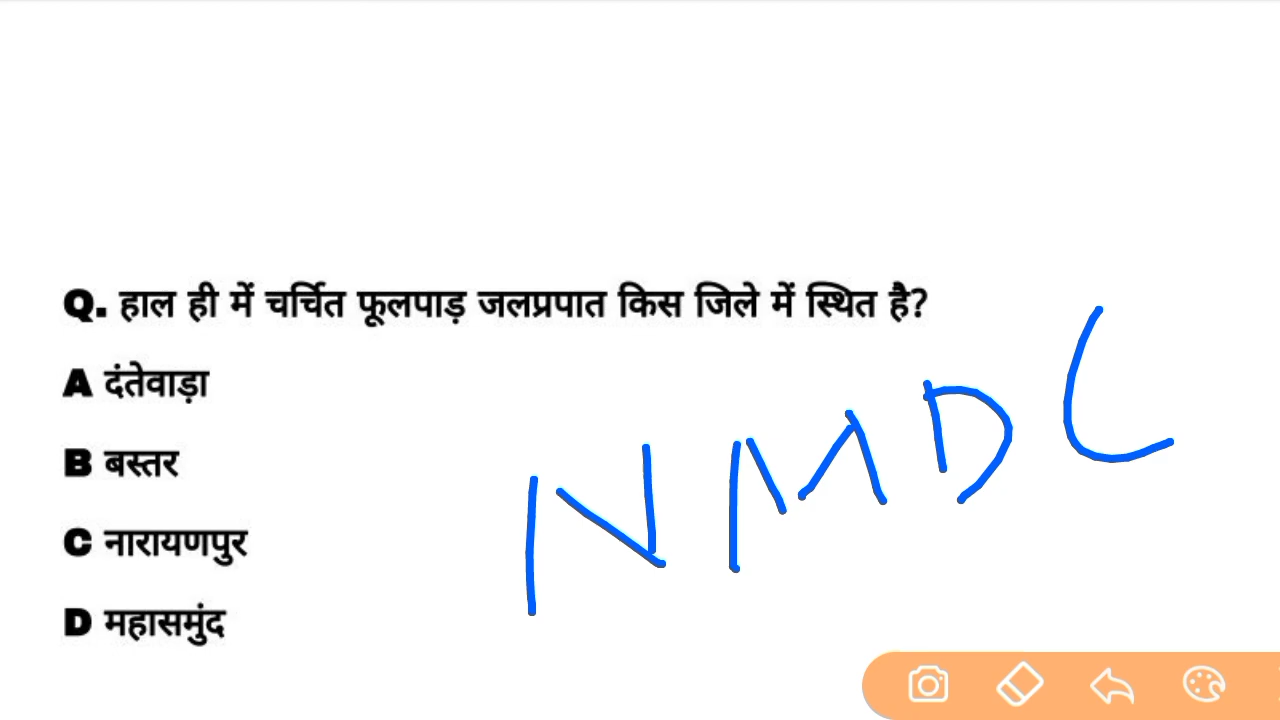 Q. हाल ही में चर्चित फूलपाड़ जलप्रपात किस जिले में स्थित है?
A दंतेवाड़ा
B बस्तर
C नारायणपुर
D महासमुंद
NMDC